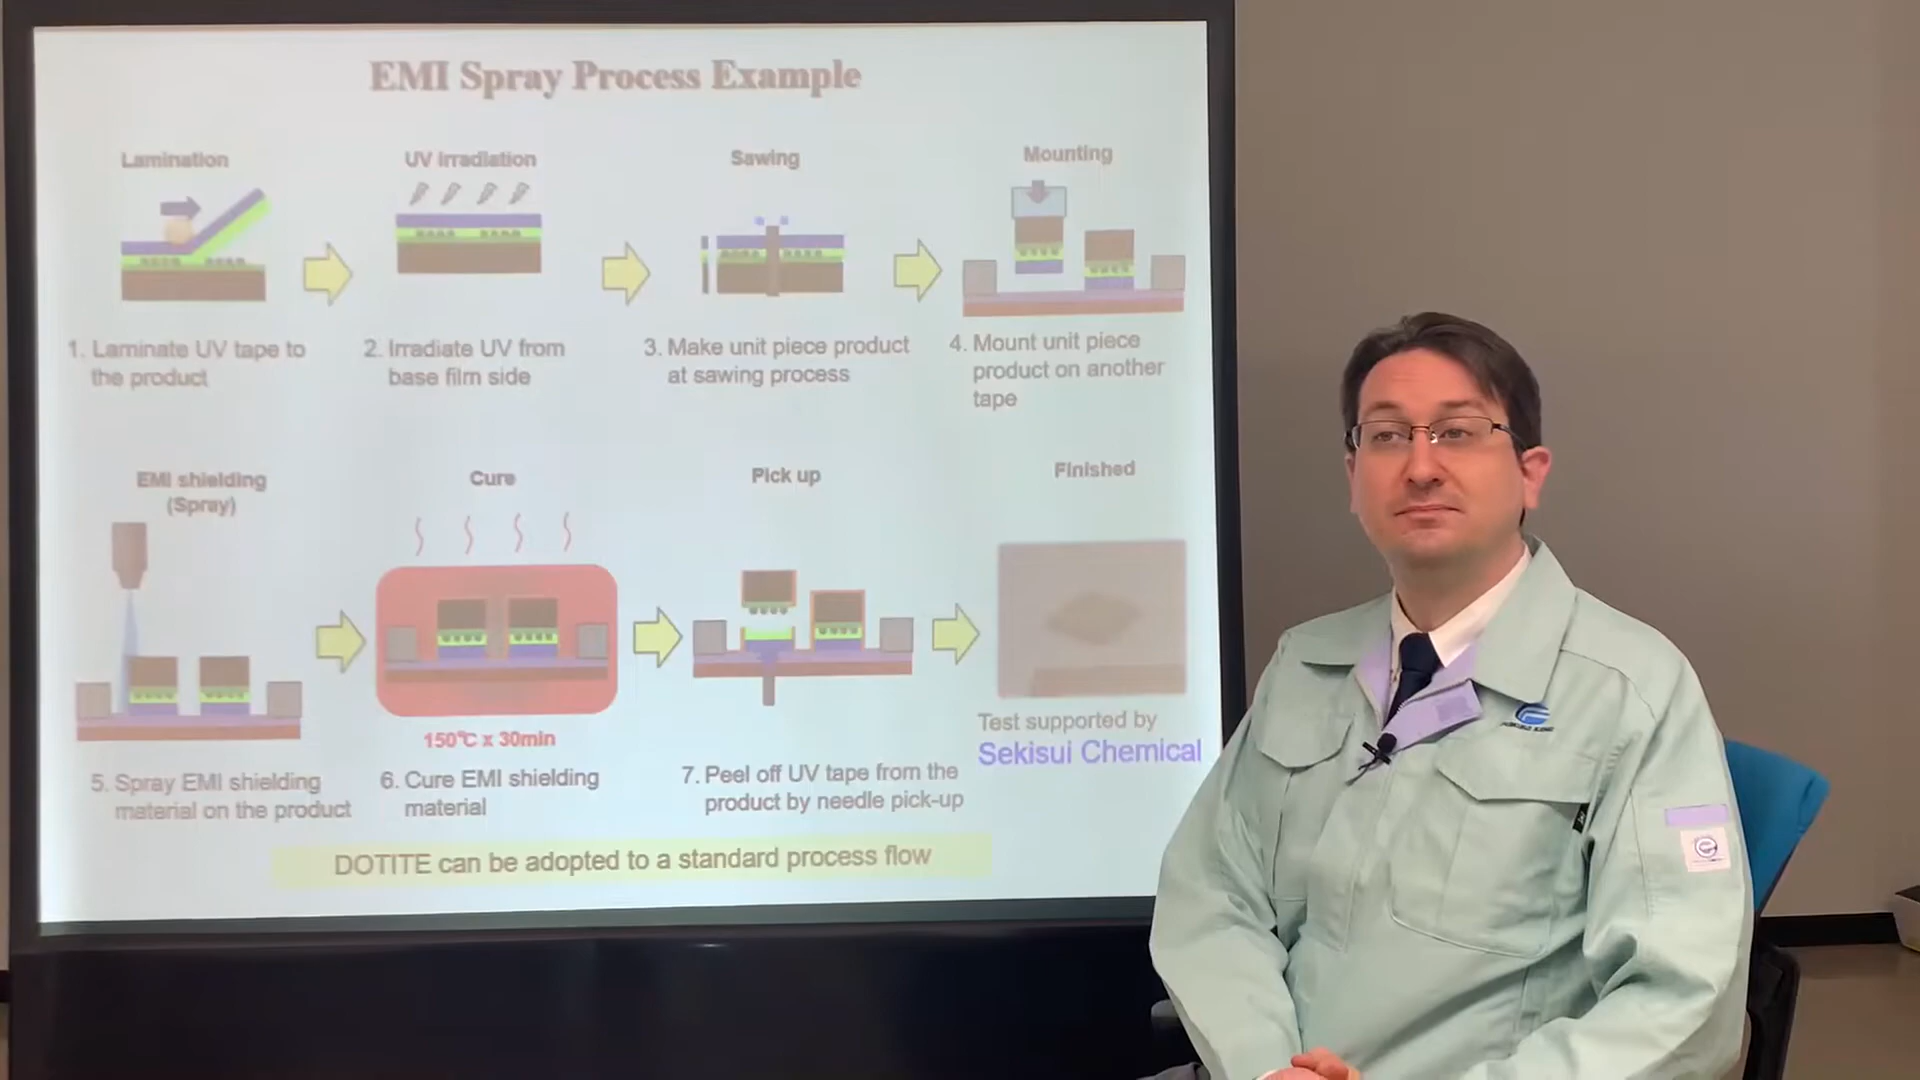 EMI Spray Process Example
Lamination
UV irradiation
Sawing
Mounting
1. Laminate UV tape to
the product
2. Irradiate UV from
base film side
3. Make unit piece product
at sawing process
4. Mount unit piece
product on another
tape
EMI shielding
(Spray)
Cure
Pick up
Finished
150℃ x 30min
5. Spray EMI shielding
material on the product
6. Cure EMI shielding
material
7. Peel off UV tape from the
product by needle pick-up
Test supported by
Sekisui Chemical
DOTITE can be adopted to a standard process flow